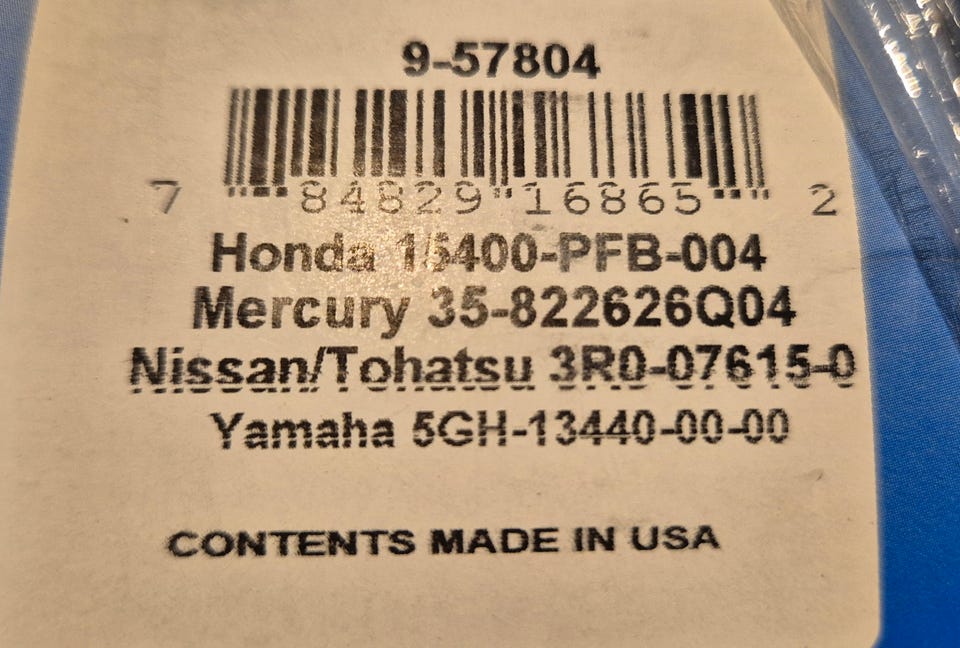 9-57804
7 84829 16865 2
Honda 15400-PFB-004
Mercury 35-822626Q04
Nissan/Tohatsu 3R0-07615-0
Yamaha 5GH-13440-00-00
CONTENTS MADE IN USA